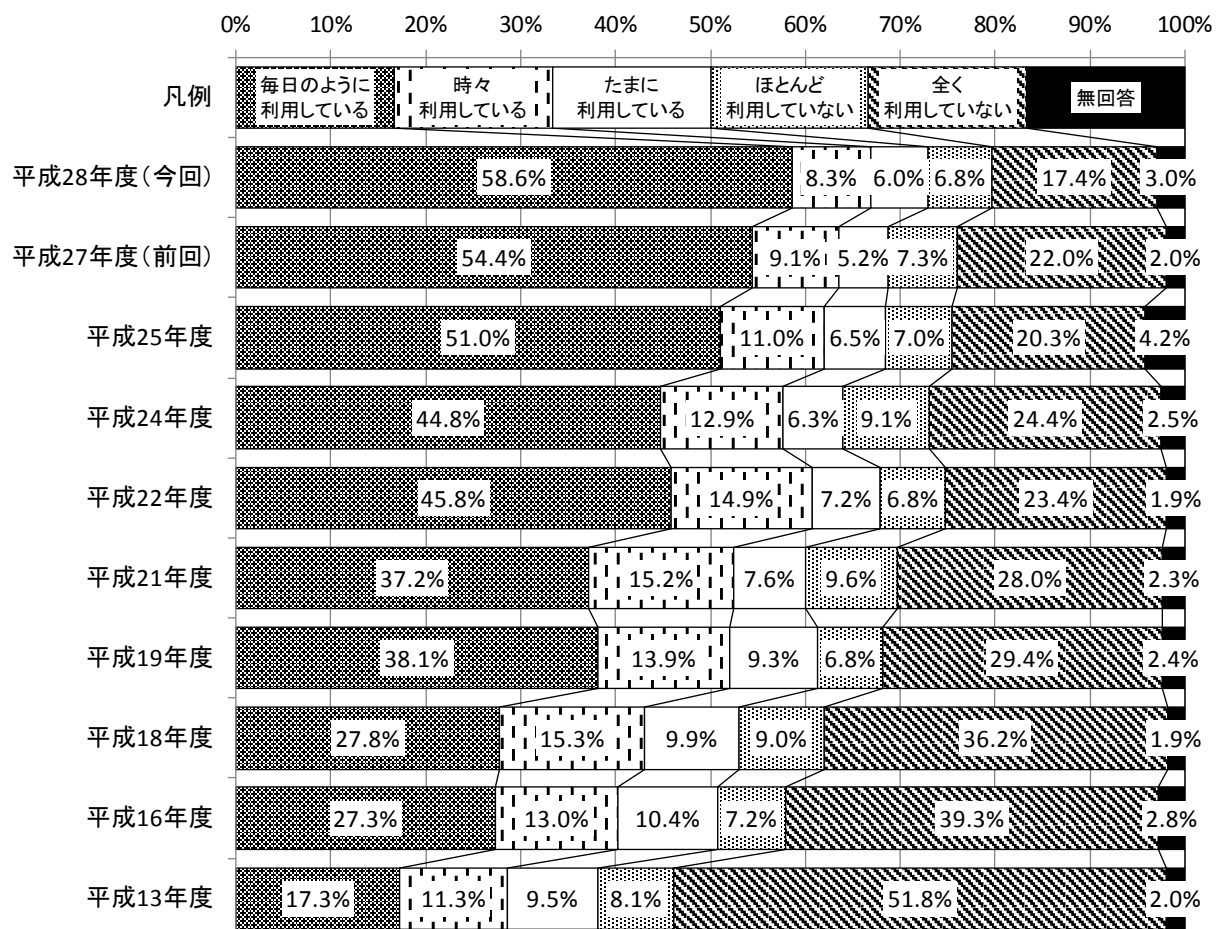 0% 10% 20% 30% 40% 50% 60% 70% 80% 90% 100%
凡例
毎日のように
利用している
時々
利用している
たまに
利用している
ほとんど
利用していない
全く
利用していない
無回答
平成28年度(今回) 58.6% 8.3% 6.0% 6.8% 17.4% 3.0%
平成27年度(前回) 54.4% 9.1% 5.2% 7.3% 22.0% 2.0%
平成25年度 51.0% 11.0% 6.5% 7.0% 20.3% 4.2%
平成24年度 44.8% 12.9% 6.3% 9.1% 24.4% 2.5%
平成22年度 45.8% 14.9% 7.2% 6.8% 23.4% 1.9%
平成21年度 37.2% 15.2% 7.6% 9.6% 28.0% 2.3%
平成19年度 38.1% 13.9% 9.3% 6.8% 29.4% 2.4%
平成18年度 27.8% 15.3% 9.9% 9.0% 36.2% 1.9%
平成16年度 27.3% 13.0% 10.4% 7.2% 39.3% 2.8%
平成13年度 17.3% 11.3% 9.5% 8.1% 51.8% 2.0%